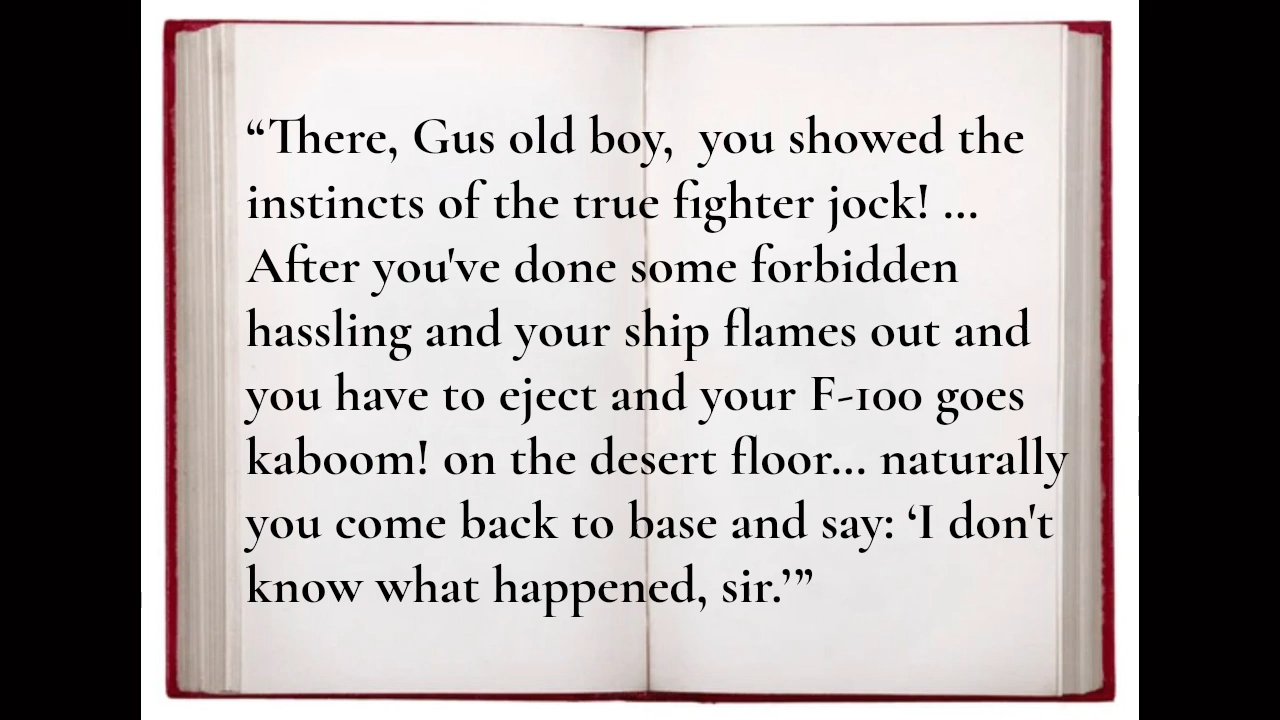 “There, Gus old boy,  you showed the
instincts of the true fighter jock! ...
After you've done some forbidden
hassling and your ship flames out and
you have to eject and your F-100 goes
kaboom! on the desert floor... naturally
you come back to base and say: ‘I don't
know what happened, sir.’”